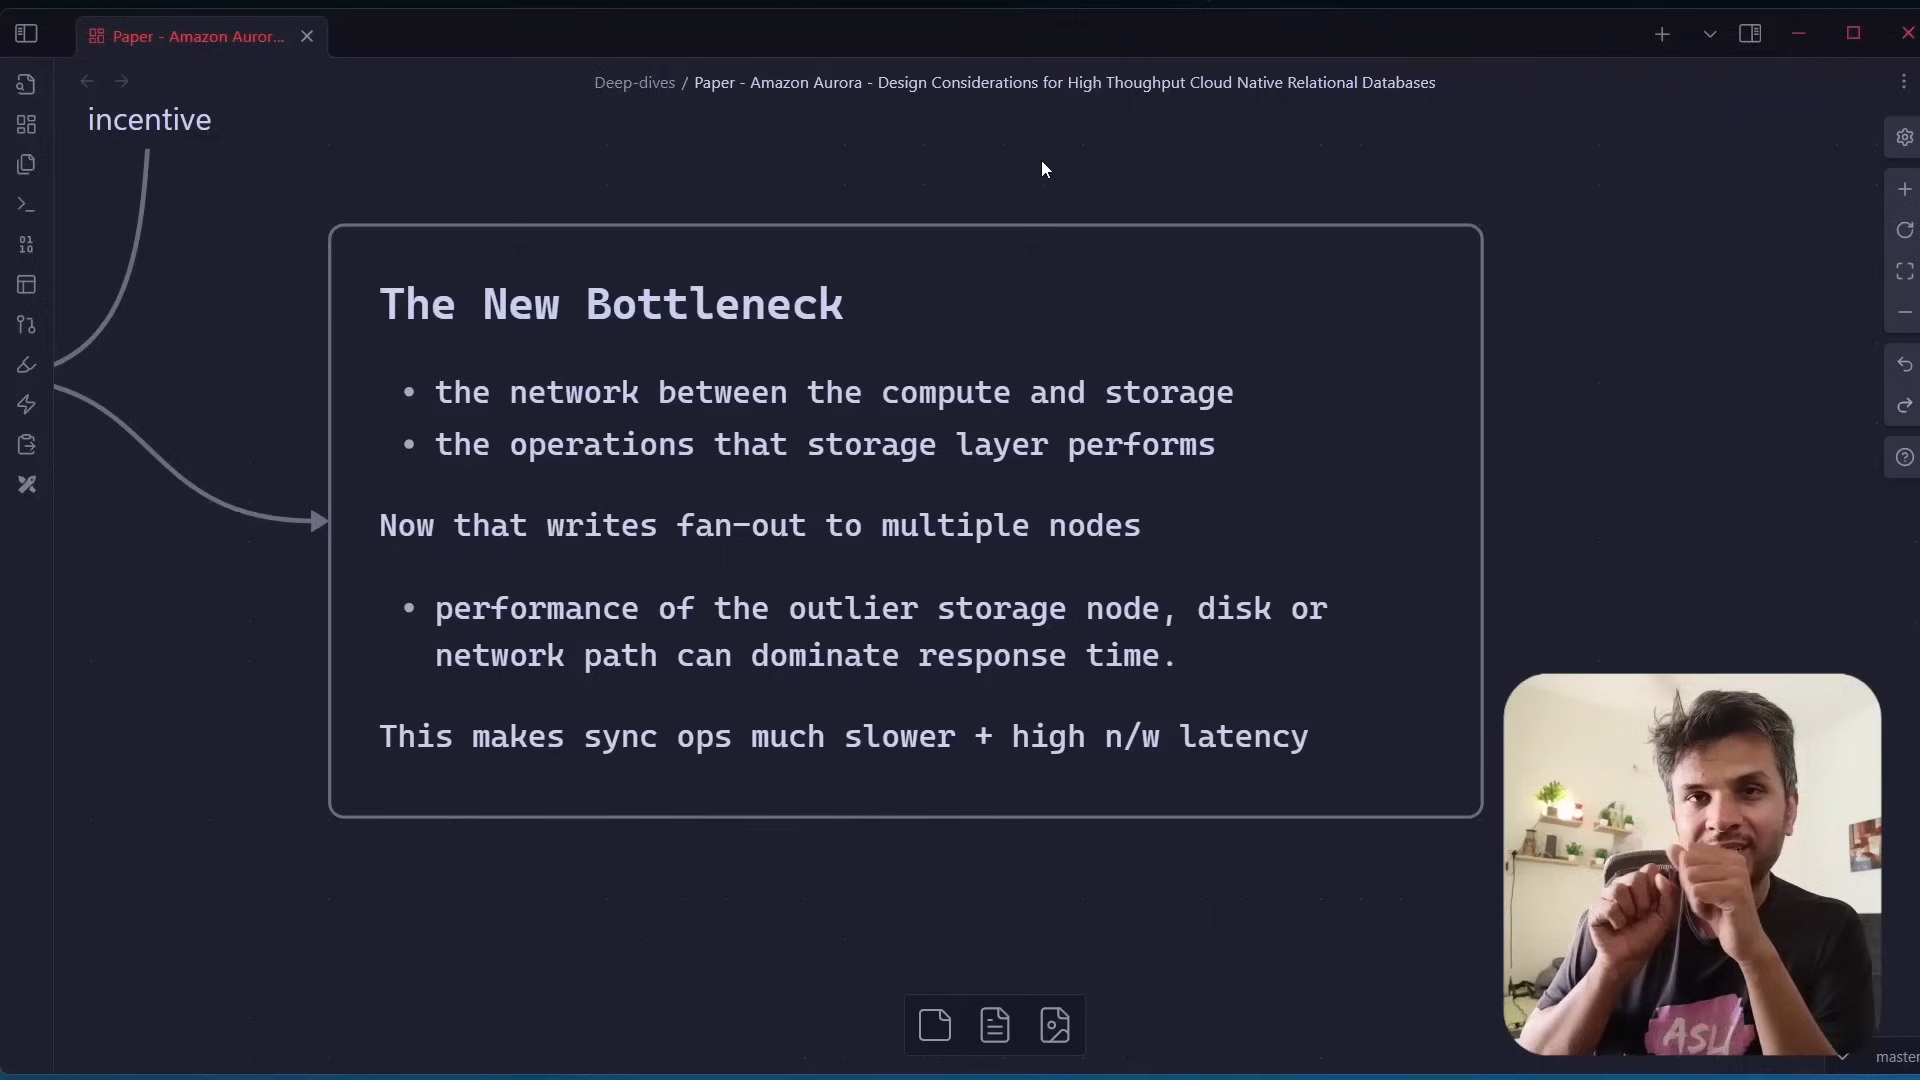 Paper - Amazon Auror...
Deep-dives / Paper - Amazon Aurora - Design Considerations for High Thoughput Cloud Native Relational Databases
incentive
The New Bottleneck
• the network between the compute and storage
• the operations that storage layer performs
Now that writes fan-out to multiple nodes
• performance of the outlier storage node, disk or
network path can dominate response time.
This makes sync ops much slower + high n/w latency
ASU
master